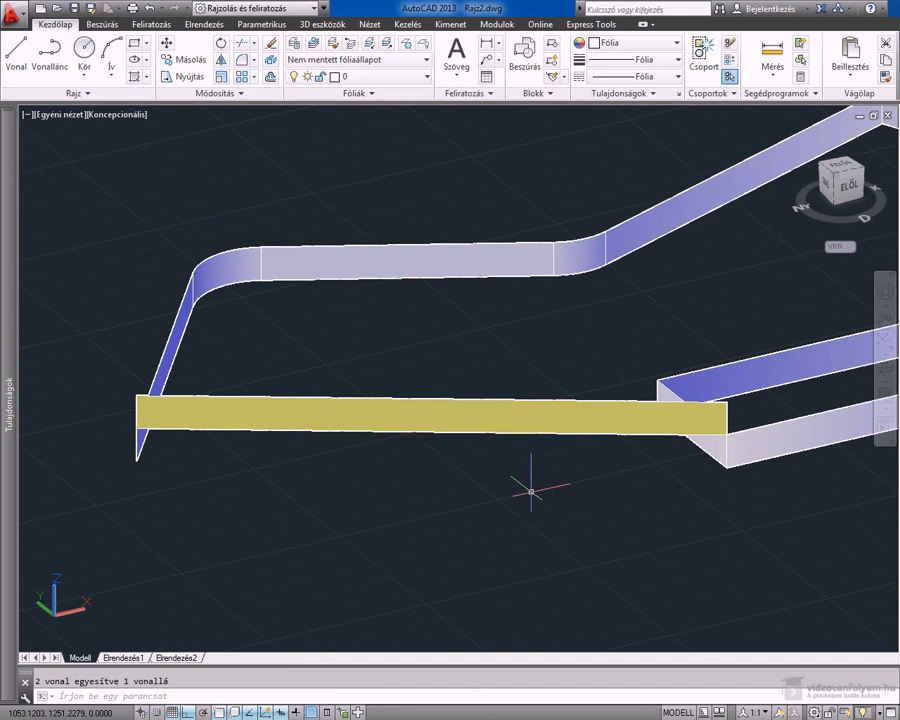 Rajzolás és feliratozás
AutoCAD 2013 Rajz2.dwg
Kulcsszó vagy kifejezés
Bejelentkezés
Kezdőlap Beszúrás Feliratozás Elrendezés Parametrikus 3D eszközök Nézet Kezelés Kimenet Modulok Online Express Tools
Vonal Vonallánc Kör Ív
Másolás
Nyújtás
Nem mentett fóliaállapot
0
Szöveg
Beszúrás
Fólia
Fólia
Fólia
Csoport
Mérés
Beillesztés
Rajz Módosítás Fóliák Feliratozás Blokk Tulajdonságok Csoportok Segédprogramok Vágólap
[−][Egyéni nézet][Koncepcionális]
FELÜL
ELÖL
NY
D
K
VKR
Tulajdonságok
Z
Y
X
Modell Elrendezés1 Elrendezés2
2 vonal egyesítve 1 vonallá
Írjon be egy parancsot
videotanfolyam.hu
A piacképes tudás kulcsa
1053.1203, 1251.2279, 0.0000
MODELL
1:1